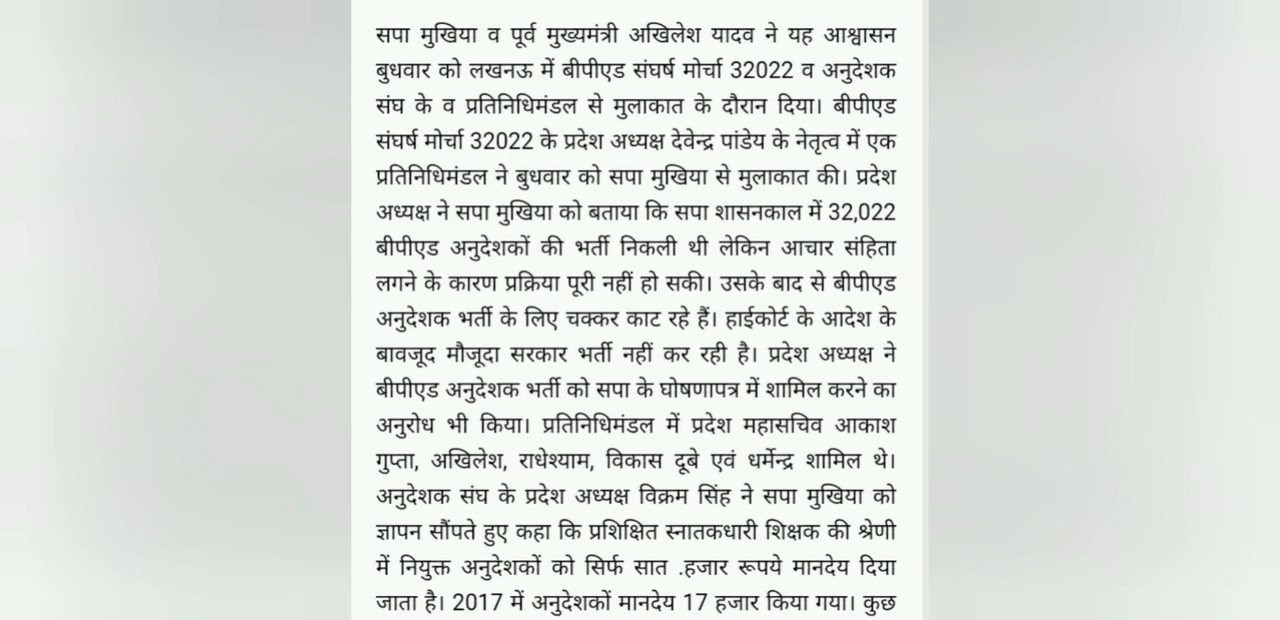 सपा मुखिया व पूर्व मुख्यमंत्री अखिलेश यादव ने यह आश्वासन
बुधवार को लखनऊ में बीपीएड संघर्ष मोर्चा 32022 व अनुदेशक
संघ के व प्रतिनिधिमंडल से मुलाकात के दौरान दिया। बीपीएड
संघर्ष मोर्चा 32022 के प्रदेश अध्यक्ष देवेन्द्र पांडेय के नेतृत्व में एक
प्रतिनिधिमंडल ने बुधवार को सपा मुखिया से मुलाकात की। प्रदेश
अध्यक्ष ने सपा मुखिया को बताया कि सपा शासनकाल में 32,022
बीपीएड अनुदेशकों की भर्ती निकली थी लेकिन आचार संहिता
लगने के कारण प्रक्रिया पूरी नहीं हो सकी। उसके बाद से बीपीएड
अनुदेशक भर्ती के लिए चक्कर काट रहे हैं। हाईकोर्ट के आदेश के
बावजूद मौजूदा सरकार भर्ती नहीं कर रही है। प्रदेश अध्यक्ष ने
बीपीएड अनुदेशक भर्ती को सपा के घोषणापत्र में शामिल करने का
अनुरोध भी किया। प्रतिनिधिमंडल में प्रदेश महासचिव आकाश
गुप्ता, अखिलेश, राधेश्याम, विकास दूबे एवं धर्मेन्द्र शामिल थे।
अनुदेशक संघ के प्रदेश अध्यक्ष विक्रम सिंह ने सपा मुखिया को
ज्ञापन सौंपते हुए कहा कि प्रशिक्षित स्नातकधारी शिक्षक की श्रेणी
में नियुक्त अनुदेशकों को सिर्फ सात .हजार रूपये मानदेय दिया
जाता है। 2017 में अनुदेशकों मानदेय 17 हजार किया गया। कुछ